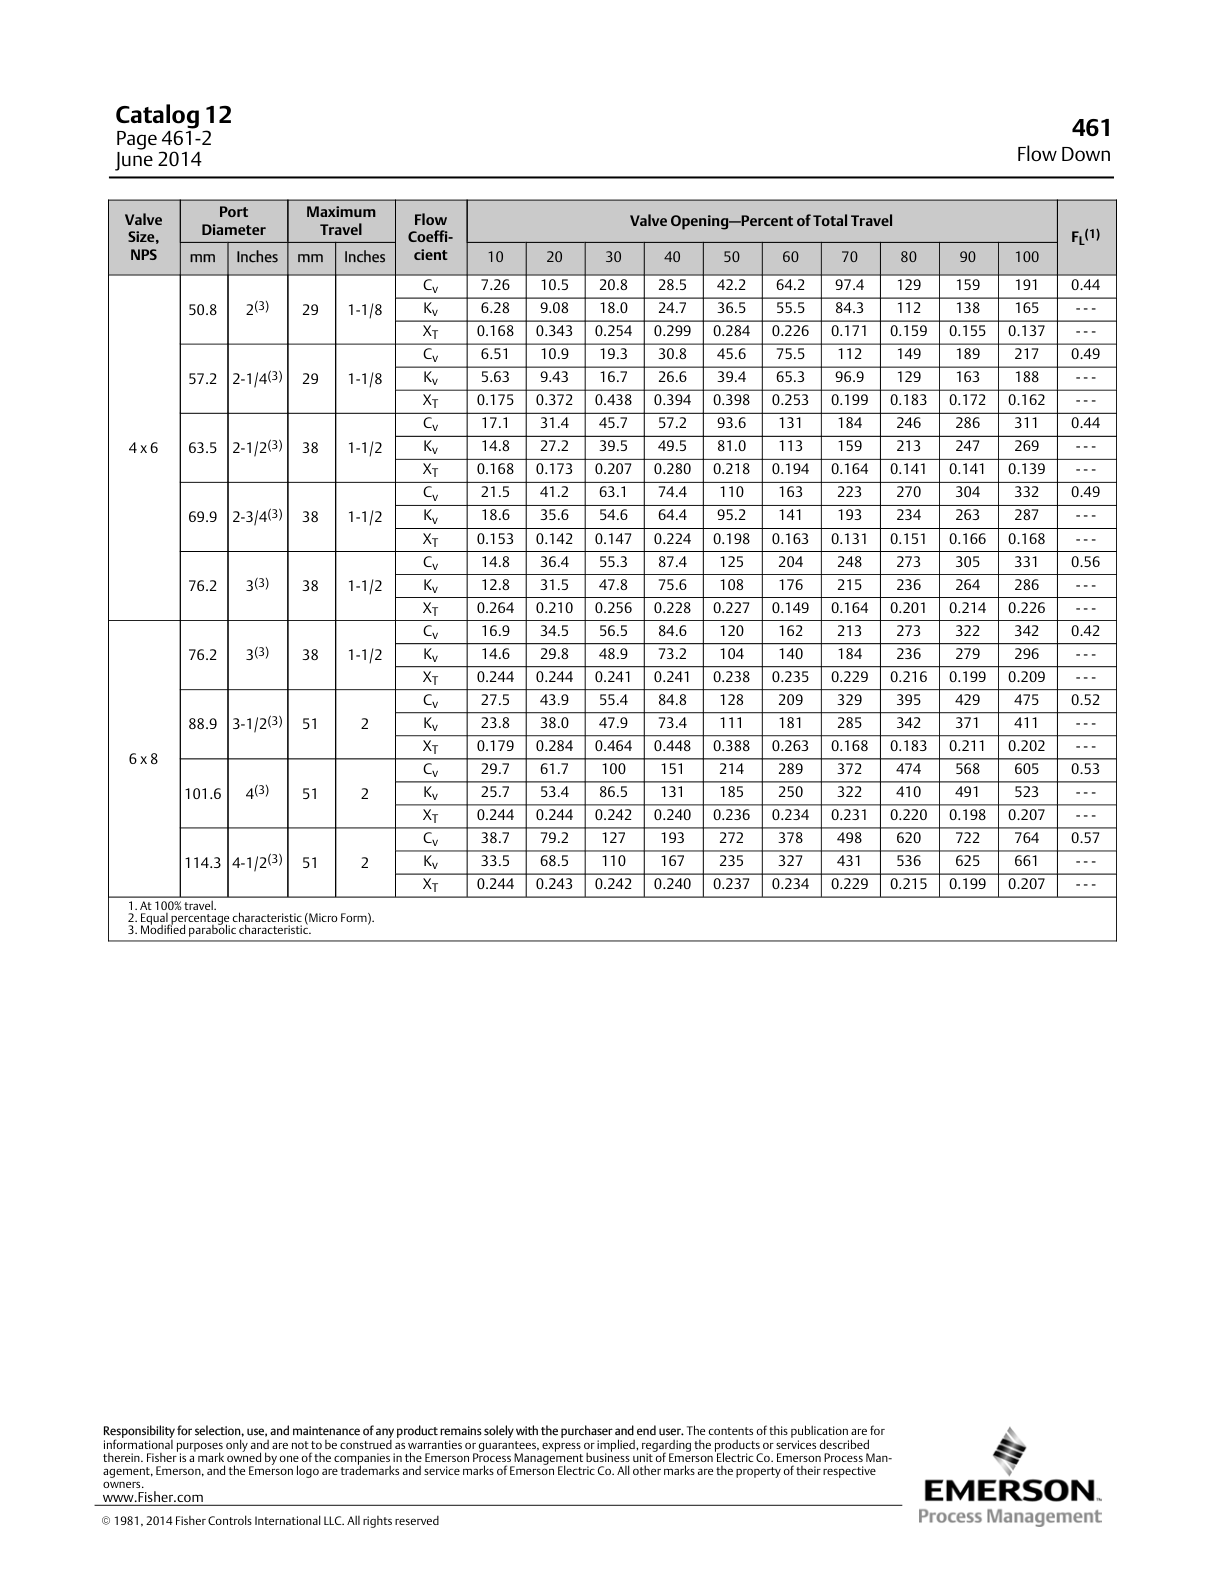 Catalog 12
Page 461-2
June 2014
461
Flow Down
Valve Size, NPS | Port Diameter | Maximum Travel | Flow Coeffi-cient | Valve Opening—Percent of Total Travel | FL(1)
mm | Inches | mm | Inches | 10 | 20 | 30 | 40 | 50 | 60 | 70 | 80 | 90 | 100
4 x 6 | 50.8 | 2(3) | 29 | 1-1/8 | Cv | 7.26 | 10.5 | 20.8 | 28.5 | 42.2 | 64.2 | 97.4 | 129 | 159 | 191 | 0.44
Kv | 6.28 | 9.08 | 18.0 | 24.7 | 36.5 | 55.5 | 84.3 | 112 | 138 | 165 | - - -
XT | 0.168 | 0.343 | 0.254 | 0.299 | 0.284 | 0.226 | 0.171 | 0.159 | 0.155 | 0.137 | - - -
57.2 | 2-1/4(3) | 29 | 1-1/8 | Cv | 6.51 | 10.9 | 19.3 | 30.8 | 45.6 | 75.5 | 112 | 149 | 189 | 217 | 0.49
Kv | 5.63 | 9.43 | 16.7 | 26.6 | 39.4 | 65.3 | 96.9 | 129 | 163 | 188 | - - -
XT | 0.175 | 0.372 | 0.438 | 0.394 | 0.398 | 0.253 | 0.199 | 0.183 | 0.172 | 0.162 | - - -
63.5 | 2-1/2(3) | 38 | 1-1/2 | Cv | 17.1 | 31.4 | 45.7 | 57.2 | 93.6 | 131 | 184 | 246 | 286 | 311 | 0.44
Kv | 14.8 | 27.2 | 39.5 | 49.5 | 81.0 | 113 | 159 | 213 | 247 | 269 | - - -
XT | 0.168 | 0.173 | 0.207 | 0.280 | 0.218 | 0.194 | 0.164 | 0.141 | 0.141 | 0.139 | - - -
69.9 | 2-3/4(3) | 38 | 1-1/2 | Cv | 21.5 | 41.2 | 63.1 | 74.4 | 110 | 163 | 223 | 270 | 304 | 332 | 0.49
Kv | 18.6 | 35.6 | 54.6 | 64.4 | 95.2 | 141 | 193 | 234 | 263 | 287 | - - -
XT | 0.153 | 0.142 | 0.147 | 0.224 | 0.198 | 0.163 | 0.131 | 0.151 | 0.166 | 0.168 | - - -
76.2 | 3(3) | 38 | 1-1/2 | Cv | 14.8 | 36.4 | 55.3 | 87.4 | 125 | 204 | 248 | 273 | 305 | 331 | 0.56
Kv | 12.8 | 31.5 | 47.8 | 75.6 | 108 | 176 | 215 | 236 | 264 | 286 | - - -
XT | 0.264 | 0.210 | 0.256 | 0.228 | 0.227 | 0.149 | 0.164 | 0.201 | 0.214 | 0.226 | - - -
6 x 8 | 76.2 | 3(3) | 38 | 1-1/2 | Cv | 16.9 | 34.5 | 56.5 | 84.6 | 120 | 162 | 213 | 273 | 322 | 342 | 0.42
Kv | 14.6 | 29.8 | 48.9 | 73.2 | 104 | 140 | 184 | 236 | 279 | 296 | - - -
XT | 0.244 | 0.244 | 0.241 | 0.241 | 0.238 | 0.235 | 0.229 | 0.216 | 0.199 | 0.209 | - - -
88.9 | 3-1/2(3) | 51 | 2 | Cv | 27.5 | 43.9 | 55.4 | 84.8 | 128 | 209 | 329 | 395 | 429 | 475 | 0.52
Kv | 23.8 | 38.0 | 47.9 | 73.4 | 111 | 181 | 285 | 342 | 371 | 411 | - - -
XT | 0.179 | 0.284 | 0.464 | 0.448 | 0.388 | 0.263 | 0.168 | 0.183 | 0.211 | 0.202 | - - -
101.6 | 4(3) | 51 | 2 | Cv | 29.7 | 61.7 | 100 | 151 | 214 | 289 | 372 | 474 | 568 | 605 | 0.53
Kv | 25.7 | 53.4 | 86.5 | 131 | 185 | 250 | 322 | 410 | 491 | 523 | - - -
XT | 0.244 | 0.244 | 0.242 | 0.240 | 0.236 | 0.234 | 0.231 | 0.220 | 0.198 | 0.207 | - - -
114.3 | 4-1/2(3) | 51 | 2 | Cv | 38.7 | 79.2 | 127 | 193 | 272 | 378 | 498 | 620 | 722 | 764 | 0.57
Kv | 33.5 | 68.5 | 110 | 167 | 235 | 327 | 431 | 536 | 625 | 661 | - - -
XT | 0.244 | 0.243 | 0.242 | 0.240 | 0.237 | 0.234 | 0.229 | 0.215 | 0.199 | 0.207 | - - -
1. At 100% travel.
2. Equal percentage characteristic (Micro Form).
3. Modified parabolic characteristic.
Responsibility for selection, use, and maintenance of any product remains solely with the purchaser and end user. The contents of this publication are for
informational purposes only and are not to be construed as warranties or guarantees, express or implied, regarding the products or services described
therein. Fisher is a mark owned by one of the companies in the Emerson Process Management business unit of Emerson Electric Co. Emerson Process Man-
agement, Emerson, and the Emerson logo are trademarks and service marks of Emerson Electric Co. All other marks are the property of their respective
owners.
www.Fisher.com
© 1981, 2014 Fisher Controls International LLC. All rights reserved
EMERSON™
Process Management